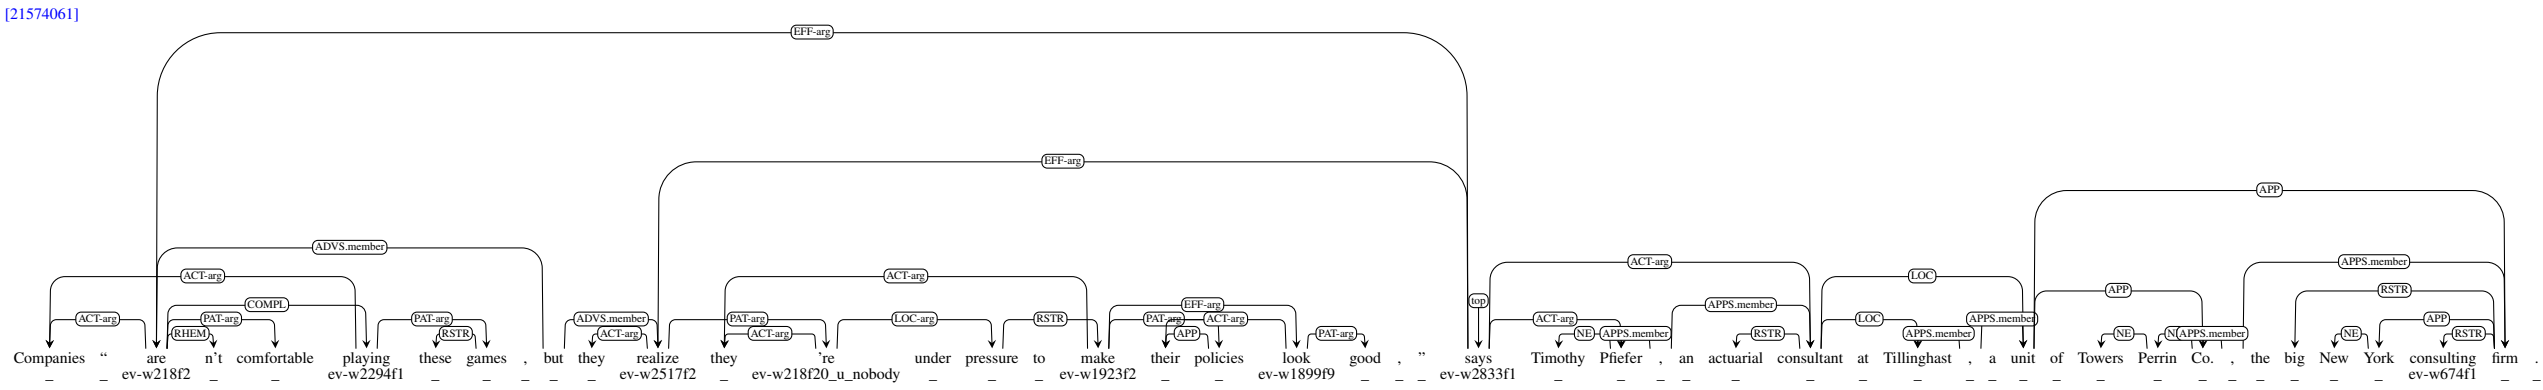 [21574061]
EFF-arg
EFF-arg
APP
ADVS.member
ACT-arg APPS.member
ACT-arg ACT-arg LOC
APP RSTR
COMPL EFF-arg top APPS.member
ACT-arg PAT-arg PAT-arg ADVS.member PAT-arg LOC-arg RSTR PAT-arg ACT-arg ACT-arg LOC APPS.member APP
RHEM RSTR ACT-arg ACT-arg APP PAT-arg NE APPS.member RSTR APPS.member NE NE APPS.member NE RSTR
Companies “ are n’t comfortable playing these games , but they realize they ’re under pressure to make their policies look good , ” says Timothy Pfiefer , an actuarial consultant at Tillinghast , a unit of Towers Perrin Co. , the big New York consulting firm .
_ _ ev-w218f2 _ _ ev-w2294f1 _ _ _ _ _ ev-w2517f2 _ ev-w218f20_u_nobody _ _ _ ev-w1923f2 _ _ ev-w1899f9 _ _ _ ev-w2833f1 _ _ _ _ _ _ _ _ _ _ _ _ _ _ _ _ _ _ _ _ ev-w674f1 _ _